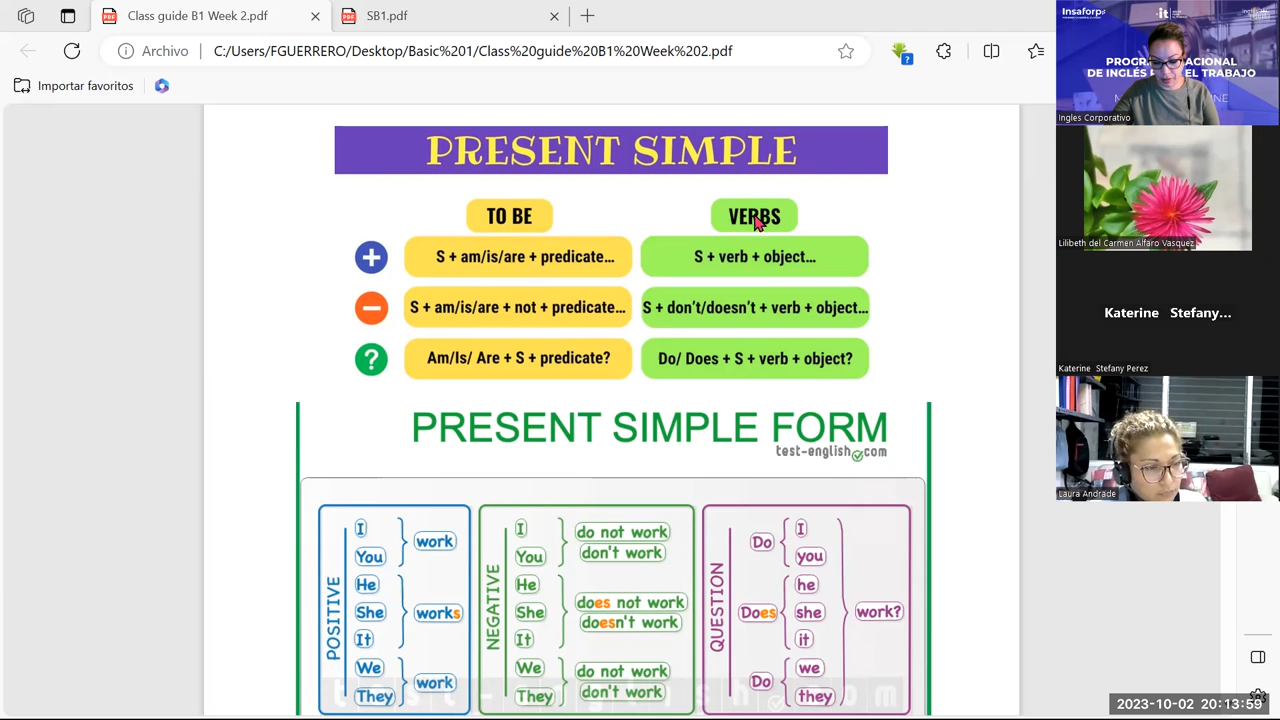 Class guide B1 Week 2.pdf
SB1.pdf
Archivo
C:/Users/FGUERRERO/Desktop/Basic%201/Class%20guide%20B1%20Week%202.pdf
Importar favoritos
PRESENT SIMPLE
TO BE
VERBS
S + am/is/are + predicate...
S + verb + object...
S + am/is/are + not + predicate...
S + don't/doesn't + verb + object...
Am/Is/ Are + S + predicate?
Do/ Does + S + verb + object?
PRESENT SIMPLE FORM
test-english.com
POSITIVE
I
You
work
He
She
It
works
We
They
work
NEGATIVE
I
You
do not work
don't work
He
She
It
does not work
doesn't work
We
They
do not work
don't work
QUESTION
Do
I
you
Does
he
she
it
Do
we
they
work?
Insaforp
Ingles Corporativo
Lilibeth del Carmen Alfaro Vasquez
Katerine Stefany...
Katerine Stefany Perez
Laura Andrade
2023-10-02 20:13:59